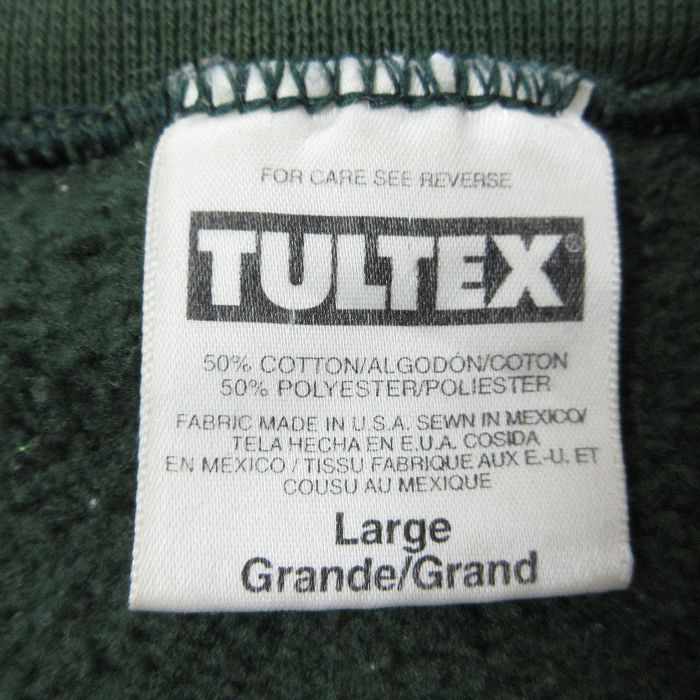 FOR CARE SEE REVERSE
TULTEX®
50% COTTON/ALGODÓN/COTON
50% POLYESTER/POLIESTER
FABRIC MADE IN U.S.A. SEWN IN MEXICO/
TELA HECHA EN E.U.A. COSIDA
EN MÉXICO / TISSU FABRIQUE AUX E.-U. ET
COUSU AU MEXIQUE
Large
Grande/Grand